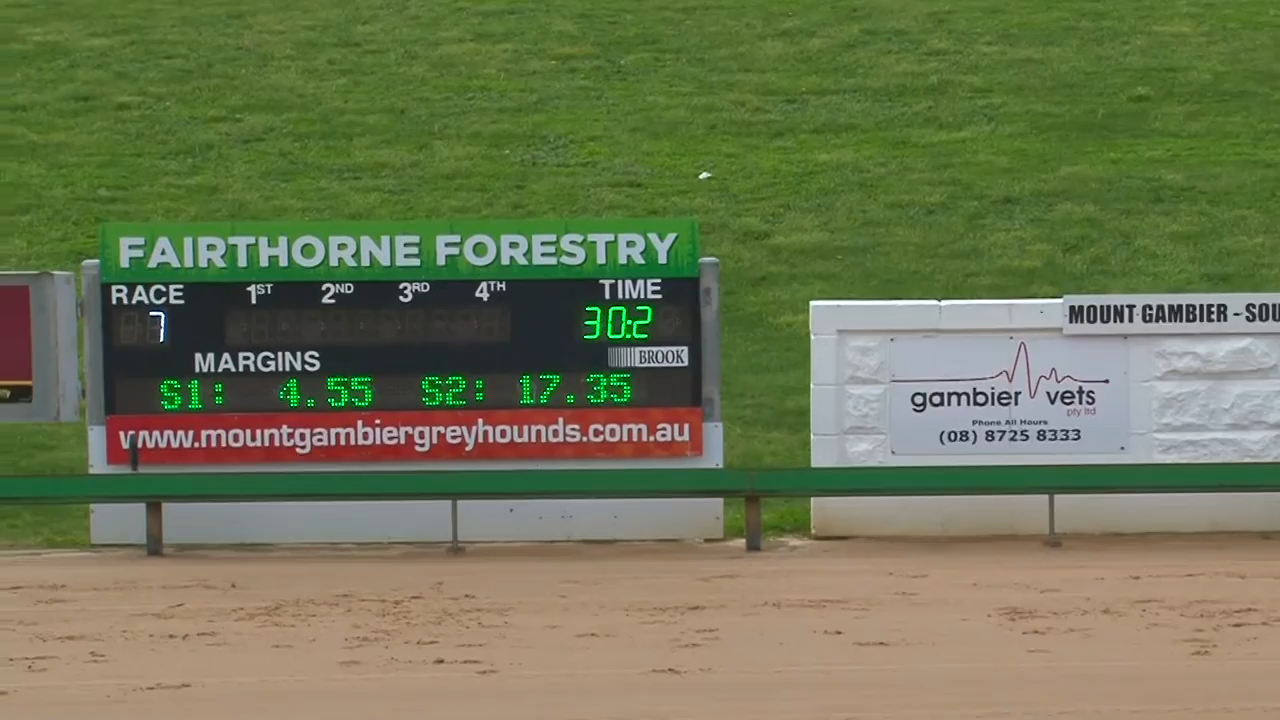 FAIRTHORNE FORESTRY
RACE 1ST 2ND 3RD 4TH TIME
7 30:2
MARGINS BROOK
S1: 4.55 S2: 17.35
www.mountgambiergreyhounds.com.au
MOUNT GAMBIER - SOU
gambier vets
pty ltd
Phone All Hours
(08) 8725 8333